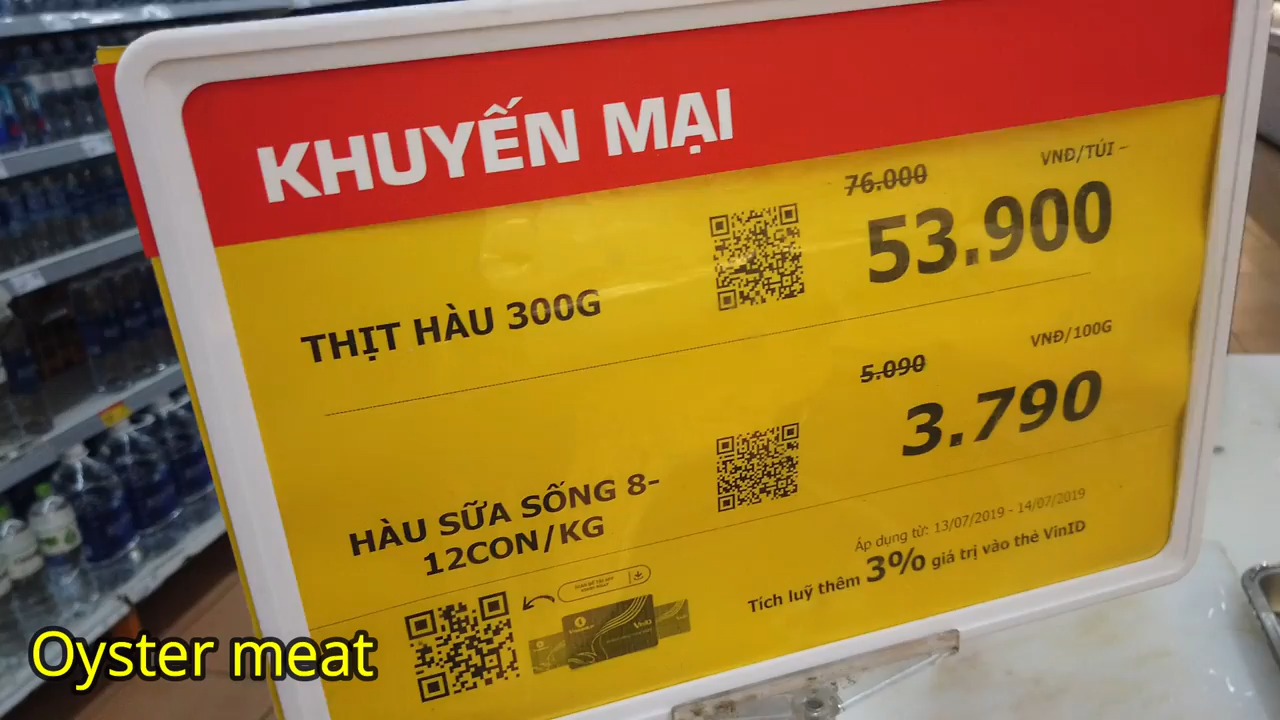 KHUYẾN MẠI
76.000
VNĐ/TÚI –
THỊT HÀU 300G
53.900
5.090
VNĐ/100G
HÀU SỮA SỐNG 8-
12CON/KG
3.790
Áp dụng từ: 13/07/2019 - 14/07/2019
Tích luỹ thêm 3% giá trị vào thẻ VinID
VinID
Oyster meat